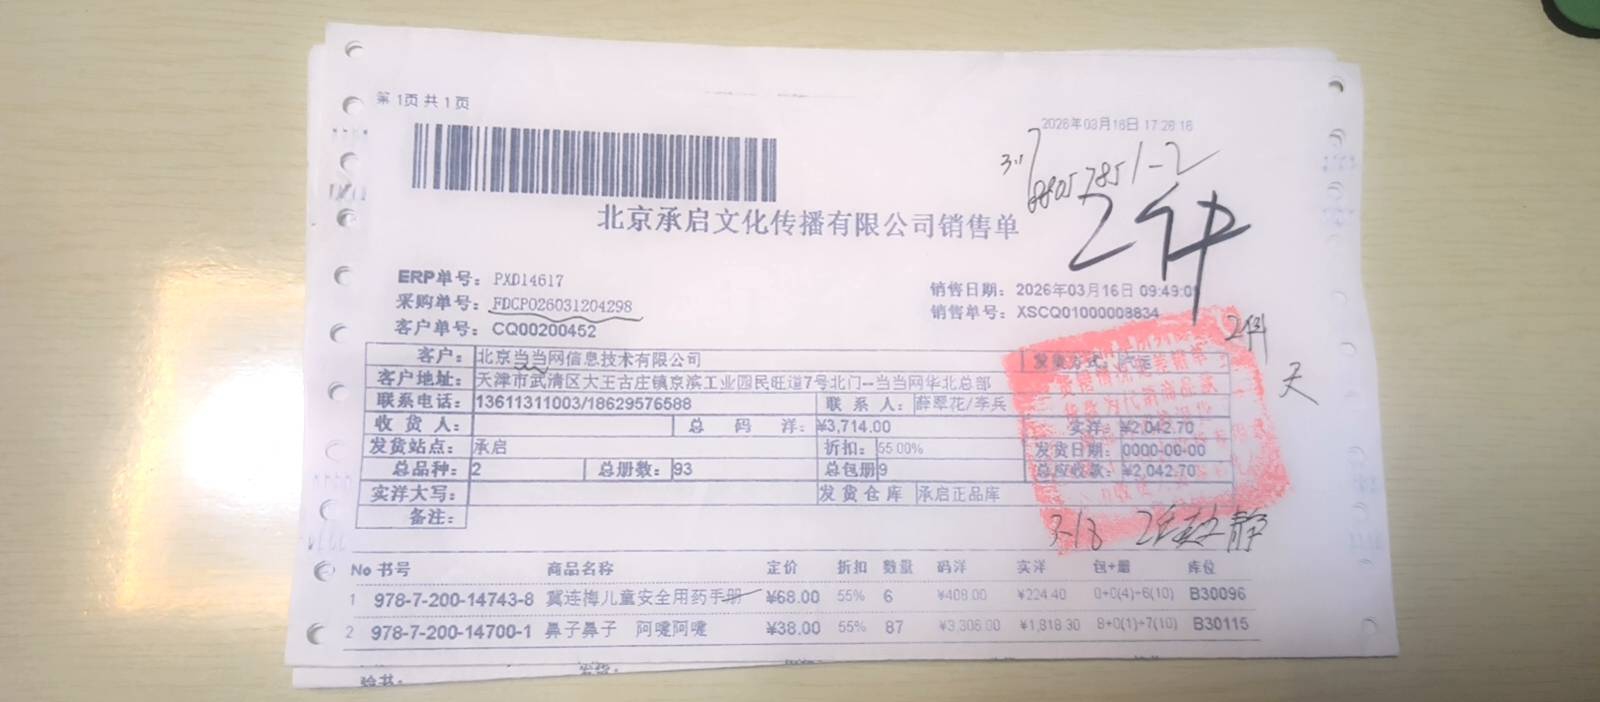 第 1页 共 1 页
2026年03月16日 17:26:16
8805785 1-2
2件
北京承启文化传播有限公司销售单
ERP单号: PXD14617
采购单号: FDCP026031204298
销售日期: 2026年03月16日 09:49:0
客户单号: CQ00200452
销售单号: XSCQ01000008834
2件
天
客户: 北京当当网信息技术有限公司 发货方式:
客户地址: 天津市武清区大王古庄镇京滨工业园民旺道7号北门--当当网华北总部
联系电话: 13611311003/18629576588 联 系 人: 薛翠花/李兵
收 货 人: 总 码 洋: ¥3,714.00 实洋: ¥2,042.70
发货站点: 承启 折扣: 55.00% 发货日期: 0000-00-00
总品种: 2 总册数: 93 总包册 9 总应收款: ¥2,042.70
实洋大写: 发 货 仓 库 承启正品库
备注:
3.18
No 书号 商品名称 定价 折扣 数量 码洋 实洋 包+册 库位
1 978-7-200-14743-8 冀连梅儿童安全用药手册 ¥68.00 55% 6 ¥408.00 ¥224.40 0+0(4)+6(10) B30096
2 978-7-200-14700-1 鼻子鼻子 阿嚏阿嚏 ¥38.00 55% 87 ¥3,306.00 ¥1,818.30 8+0(1)+7(10) B30115
验书: